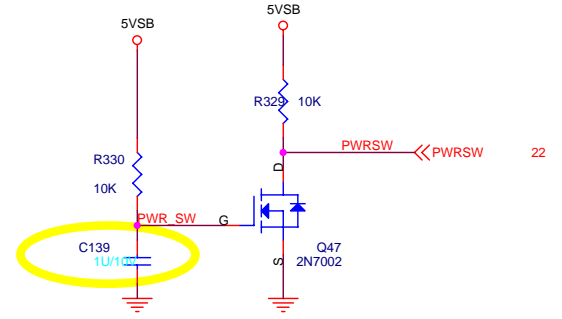 5VSB
5VSB
R329 10K
PWRSW
PWRSW
22
R330
10K
D
PWR_SW
G
C139
1U/10V
Q47
2N7002
S